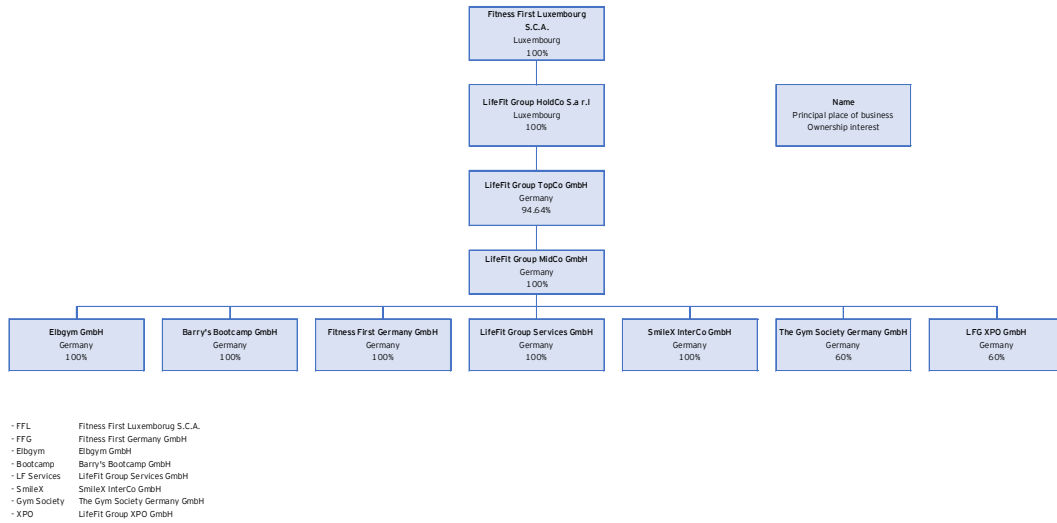 Fitness First Luxembourg
S.C.A.
Luxembourg
100%
LifeFit Group HoldCo S.a r.l
Luxembourg
100%
Name
Principal place of business
Ownership interest
LifeFit Group TopCo GmbH
Germany
94.64%
LifeFit Group MidCo GmbH
Germany
100%
Elbgym GmbH
Germany
100%
Barry's Bootcamp GmbH
Germany
100%
Fitness First Germany GmbH
Germany
100%
LifeFit Group Services GmbH
Germany
100%
SmileX InterCo GmbH
Germany
100%
The Gym Society Germany GmbH
Germany
60%
LFG XPO GmbH
Germany
60%
- FFL Fitness First Luxemborug S.C.A.
- FFG Fitness First Germany GmbH
- Elbgym Elbgym GmbH
- Bootcamp Barry's Bootcamp GmbH
- LF Services LifeFit Group Services GmbH
- SmileX SmileX InterCo GmbH
- Gym Society The Gym Society Germany GmbH
- XPO LifeFit Group XPO GmbH